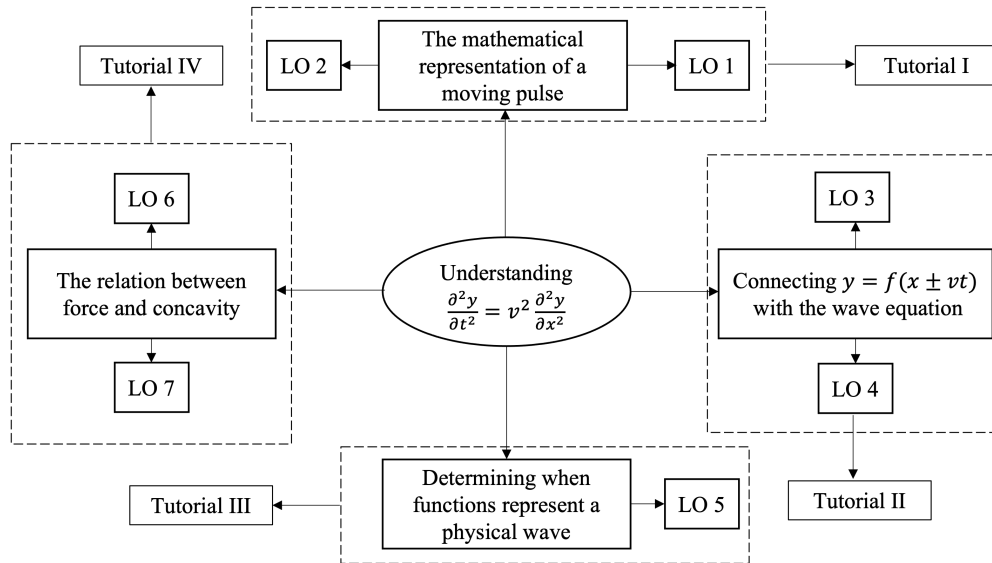 The mathematical
representation of a
moving pulse
LO 2
LO 1
Tutorial I
Tutorial IV
LO 6
The relation between
force and concavity
LO 7
Understanding
∂²y/∂t² = v² ∂²y/∂x²
LO 3
Connecting y = f(x ± vt)
with the wave equation
LO 4
Tutorial II
Tutorial III
Determining when
functions represent a
physical wave
LO 5